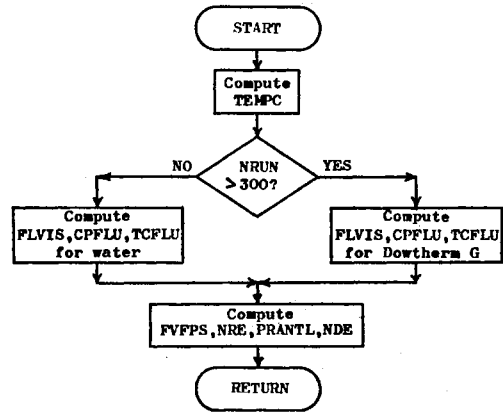 START
Compute
TEMPC
NO
NRUN
YES
>300?
Compute
FLVIS,CPFLU,TCFLU
for water
Compute
FLVIS,CPFLU,TCFLU
for Dowtherm G
Compute
FVFPS,NRE,PRANTL,NDE
RETURN